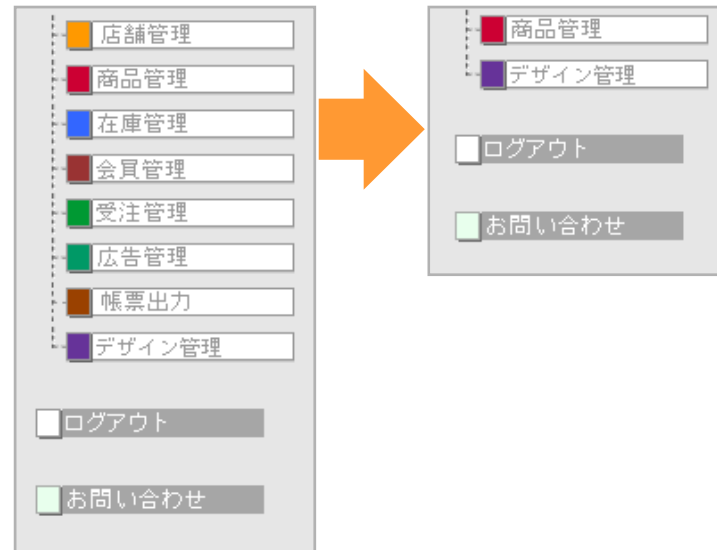 店舗管理
商品管理
在庫管理
会員管理
受注管理
広告管理
帳票出力
デザイン管理
ログアウト
お問い合わせ
商品管理
デザイン管理
ログアウト
お問い合わせ